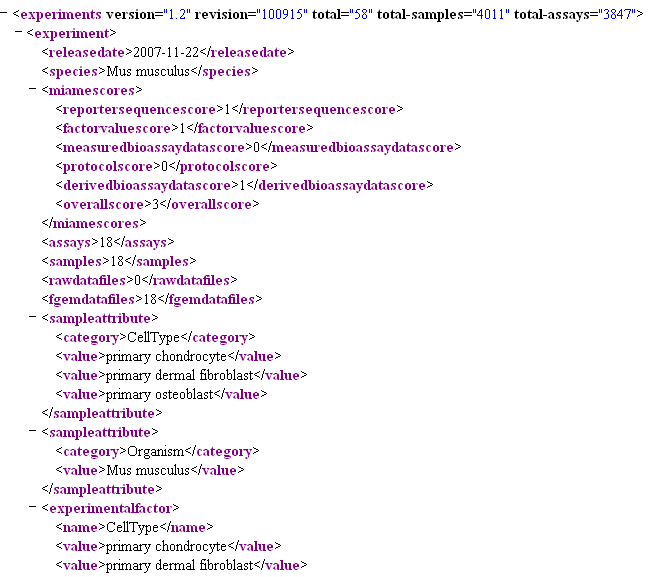 − <experiments version="1.2" revision="100915" total="58" total-samples="4011" total-assays="3847">
− <experiment>
<releasedate>2007-11-22</releasedate>
<species>Mus musculus</species>
− <miamescores>
<reportersequencescore>1</reportersequencescore>
<factorvaluescore>1</factorvaluescore>
<measuredbioassaydatascore>0</measuredbioassaydatascore>
<protocolscore>0</protocolscore>
<derivedbioassaydatascore>1</derivedbioassaydatascore>
<overallscore>3</overallscore>
</miamescores>
<assays>18</assays>
<samples>18</samples>
<rawdatafiles>0</rawdatafiles>
<fgemdatafiles>18</fgemdatafiles>
− <sampleattribute>
<category>CellType</category>
<value>primary chondrocyte</value>
<value>primary dermal fibroblast</value>
<value>primary osteoblast</value>
</sampleattribute>
− <sampleattribute>
<category>Organism</category>
<value>Mus musculus</value>
</sampleattribute>
− <experimentalfactor>
<name>CellType</name>
<value>primary chondrocyte</value>
<value>primary dermal fibroblast</value>